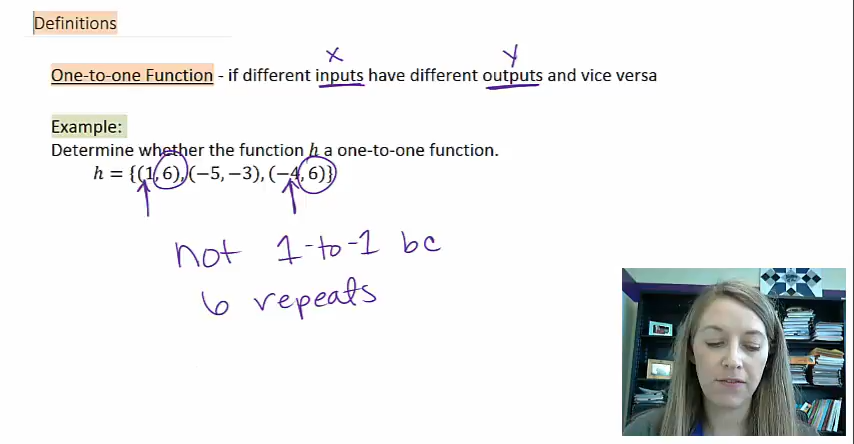 Definitions
x y
One-to-one Function - if different inputs have different outputs and vice versa
Example:
Determine whether the function h a one-to-one function.
h = {(1, 6), (−5, −3), (−4, 6)}
not 1-to-1 bc
6 repeats